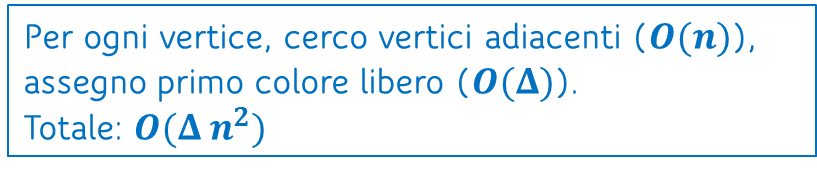 Per ogni vertice, cerco vertici adiacenti (O(n)),
assegno primo colore libero (O(Δ)).
Totale: O(Δ n²)